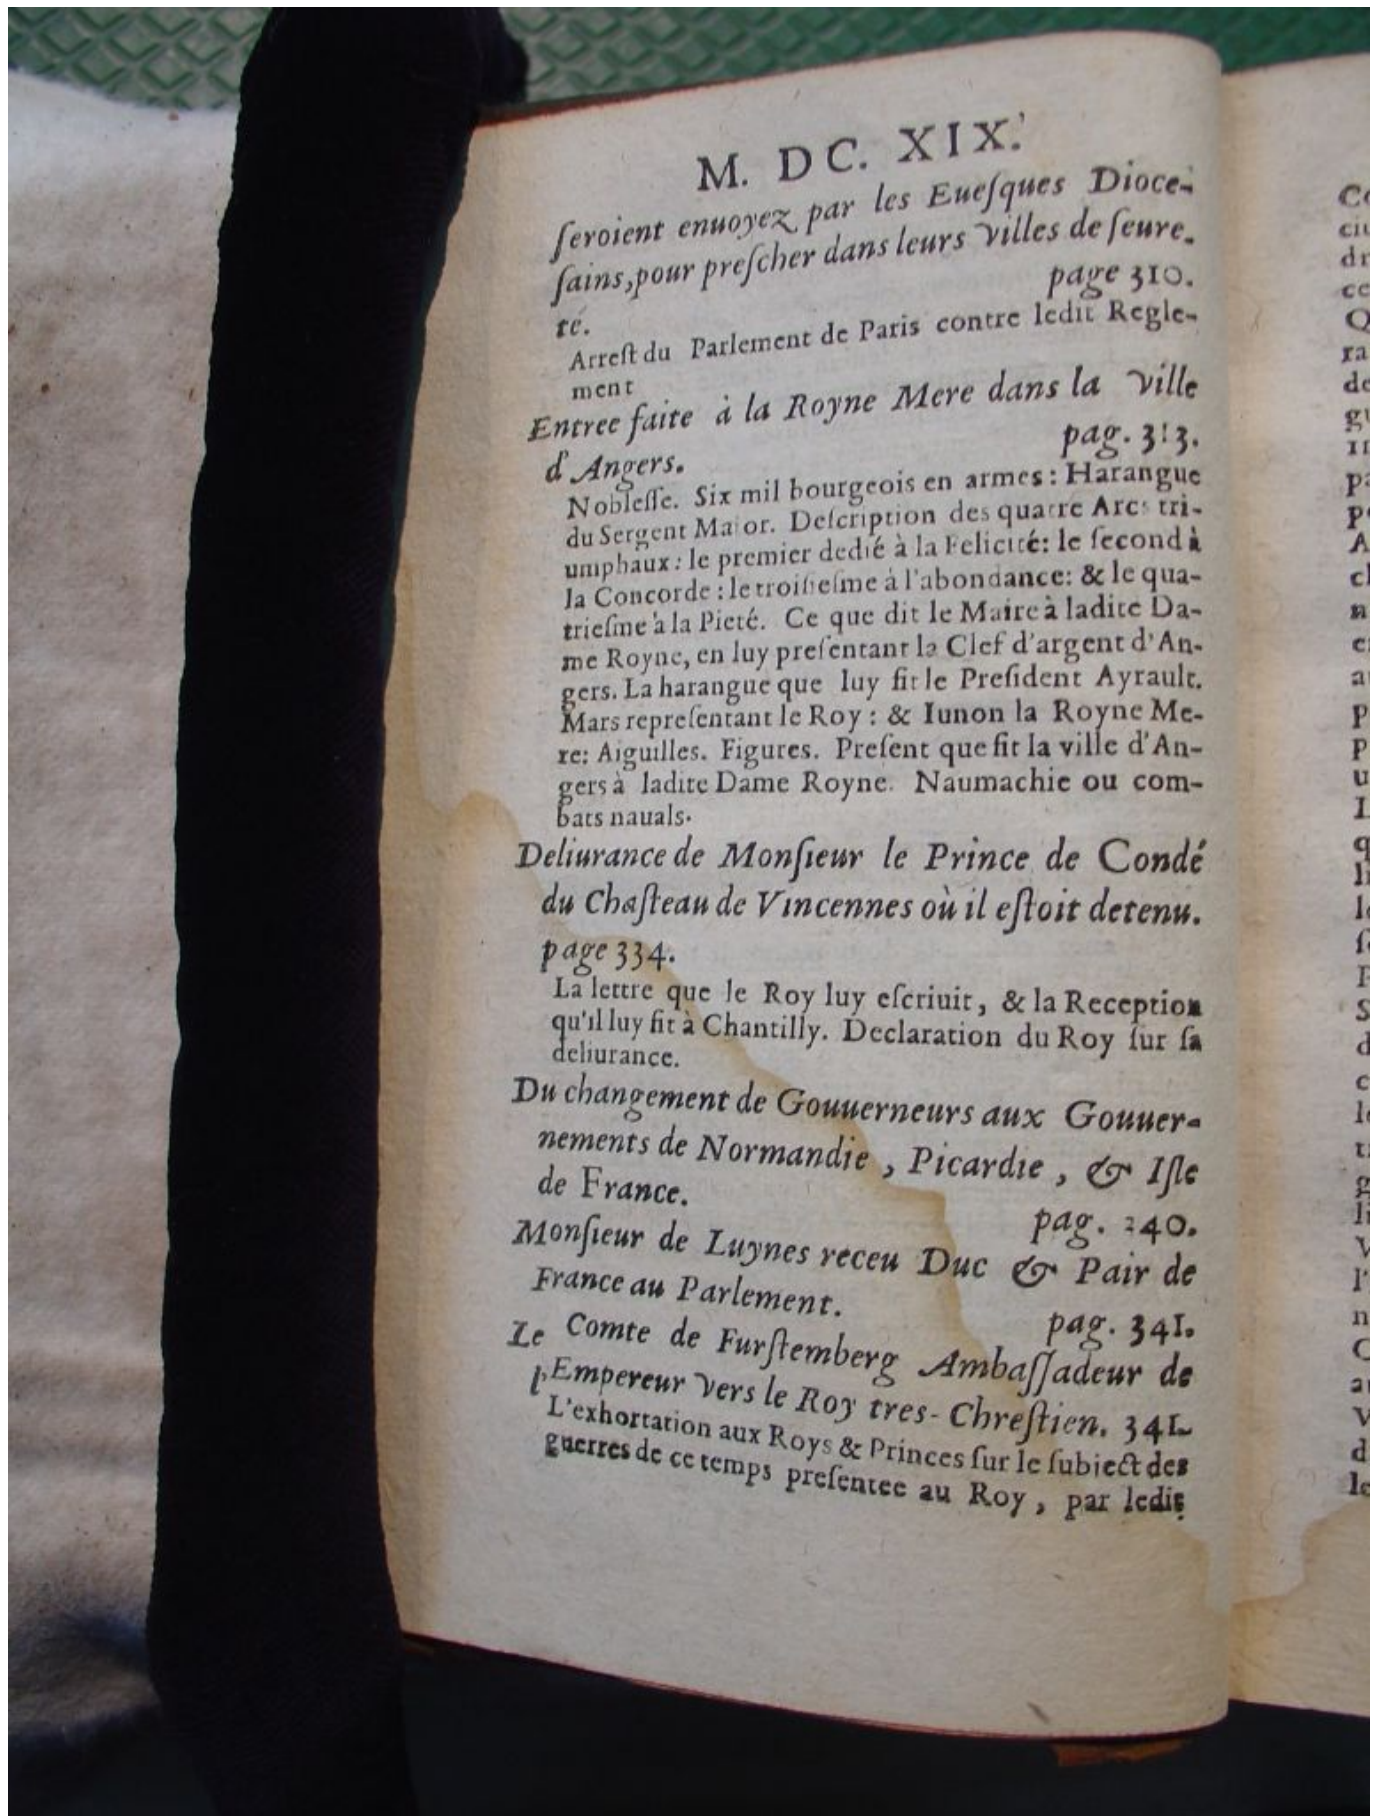 M. DC. XIX.
ſeroient enuoyez par les Eueſques Dioce-
ſains, pour preſcher dans leurs villes de ſeure-
té. page 310.
Arreſt du Parlement de Paris contre ledit Regle-
ment
Entree faite à la Royne Mere dans la ville
d'Angers. pag. 313.
Nobleſſe. Six mil bourgeois en armes : Harangue
du Sergent Maior. Deſcription des quatre Arcs tri-
umphaux : le premier dedié à la Felicité: le ſecond à
la Concorde : le troiſieſme à l'abondance: & le qua-
trieſme à la Pieté. Ce que dit le Maire à ladite Da-
me Royne, en luy preſentant la Clef d'argent d'An-
gers. La harangue que luy fit le Preſident Ayrault.
Mars repreſentant le Roy : & Iunon la Royne Me-
re: Aiguilles. Figures. Preſent que fit la ville d'An-
gers à ladite Dame Royne. Naumachie ou com-
bats nauals.
Deliurance de Monſieur le Prince de Condé
du Chaſteau de Vincennes où il eſtoit detenu.
page 334.
La lettre que le Roy luy eſcriuit, & la Reception
qu'il luy fit à Chantilly. Declaration du Roy ſur ſa
deliurance.
Du changement de Gouuerneurs aux Gouuer-
nements de Normandie, Picardie, & Iſle
de France. pag. 240.
Monſieur de Luynes receu Duc & Pair de
France au Parlement. pag. 341.
Le Comte de Furſtemberg Ambaſſadeur de
l'Empereur vers le Roy tres-Chreſtien. 341.
L'exhortation aux Roys & Princes ſur le ſubiect des
guerres de ce temps preſentee au Roy, par ledit